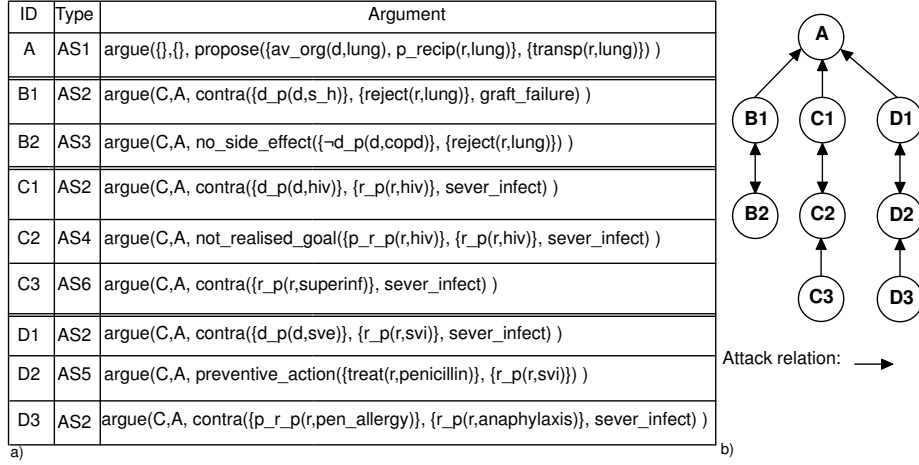 ID Type Argument
A AS1 argue({},{}, propose({av_org(d,lung), p_recip(r,lung)}, {transp(r,lung)}) )
B1 AS2 argue(C,A, contra({d_p(d,s_h)}, {reject(r,lung)}, graft_failure) )
B2 AS3 argue(C,A, no_side_effect({¬d_p(d,copd)}, {reject(r,lung)}) )
C1 AS2 argue(C,A, contra({d_p(d,hiv)}, {r_p(r,hiv)}, sever_infect) )
C2 AS4 argue(C,A, not_realised_goal({p_r_p(r,hiv)}, {r_p(r,hiv)}, sever_infect) )
C3 AS6 argue(C,A, contra({r_p(r,superinf)}, sever_infect) )
D1 AS2 argue(C,A, contra({d_p(d,sve)}, {r_p(r,svi)}, sever_infect) )
D2 AS5 argue(C,A, preventive_action({treat(r,penicillin)}, {r_p(r,svi)}) )
D3 AS2 argue(C,A, contra({p_r_p(r,pen_allergy)}, {r_p(r,anaphylaxis)}, sever_infect) )
a)
A
B1 C1 D1
B2 C2 D2
C3 D3
Attack relation:
b)